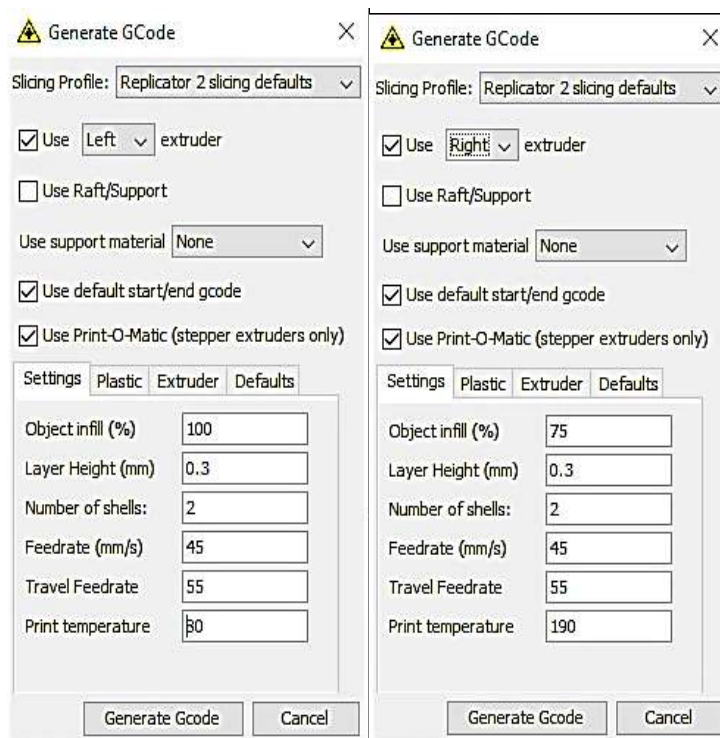 Generate GCode
Slicing Profile: Replicator 2 slicing defaults
Use Left extruder
Use Raft/Support
Use support material None
Use default start/end gcode
Use Print-O-Matic (stepper extruders only)
Settings Plastic Extruder Defaults
Object infill (%) 100
Layer Height (mm) 0.3
Number of shells: 2
Feedrate (mm/s) 45
Travel Feedrate 55
Print temperature
Generate Gcode Cancel
Generate GCode
Slicing Profile: Replicator 2 slicing defaults
Use Right extruder
Use Raft/Support
Use support material None
Use default start/end gcode
Use Print-O-Matic (stepper extruders only)
Settings Plastic Extruder Defaults
Object infill (%) 75
Layer Height (mm) 0.3
Number of shells: 2
Feedrate (mm/s) 45
Travel Feedrate 55
Print temperature 190
Generate Gcode Cancel